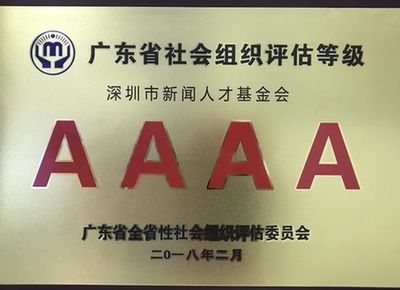 广东省社会组织评估等级
深圳市新闻人才基金会
AAAA
广东省全省性社会组织评估委员会
二〇一八年二月